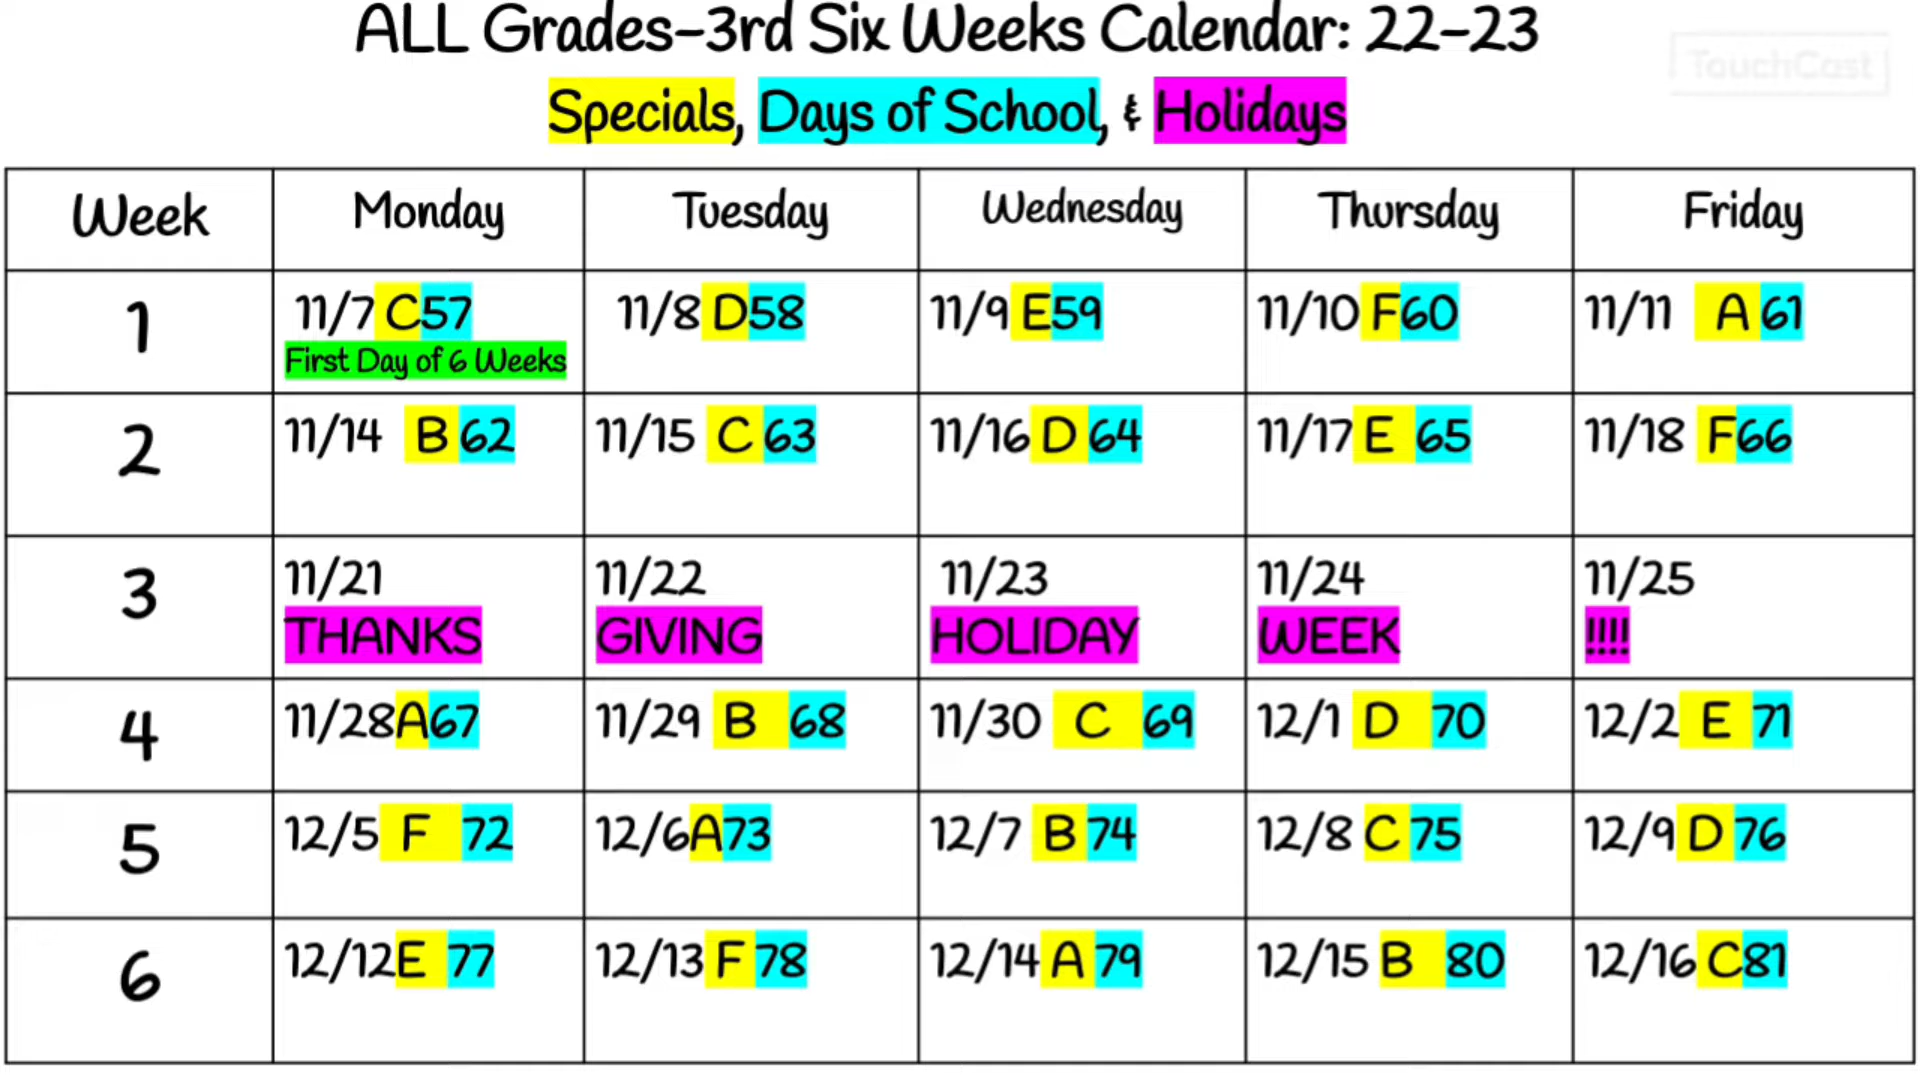 ALL Grades-3rd Six Weeks Calendar: 22-23
TouchCast
Specials, Days of School, & Holidays
Week Monday Tuesday Wednesday Thursday Friday
1 11/7 C57 11/8 D58 11/9 E59 11/10 F60 11/11 A 61
First Day of 6 Weeks
2 11/14 B 62 11/15 C 63 11/16 D 64 11/17 E 65 11/18 F66
3 11/21 11/22 11/23 11/24 11/25
THANKS GIVING HOLIDAY WEEK !!!!
4 11/28A67 11/29 B 68 11/30 C 69 12/1 D 70 12/2 E 71
5 12/5 F 72 12/6A73 12/7 B 74 12/8 C 75 12/9 D 76
6 12/12E 77 12/13 F 78 12/14 A 79 12/15 B 80 12/16 C81